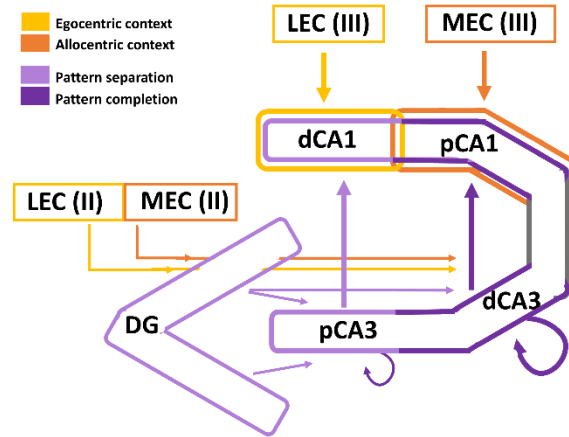 Egocentric context
Allocentric context
Pattern separation
Pattern completion
LEC (III)
MEC (III)
dCA1
pCA1
LEC (II)
MEC (II)
DG
pCA3
dCA3